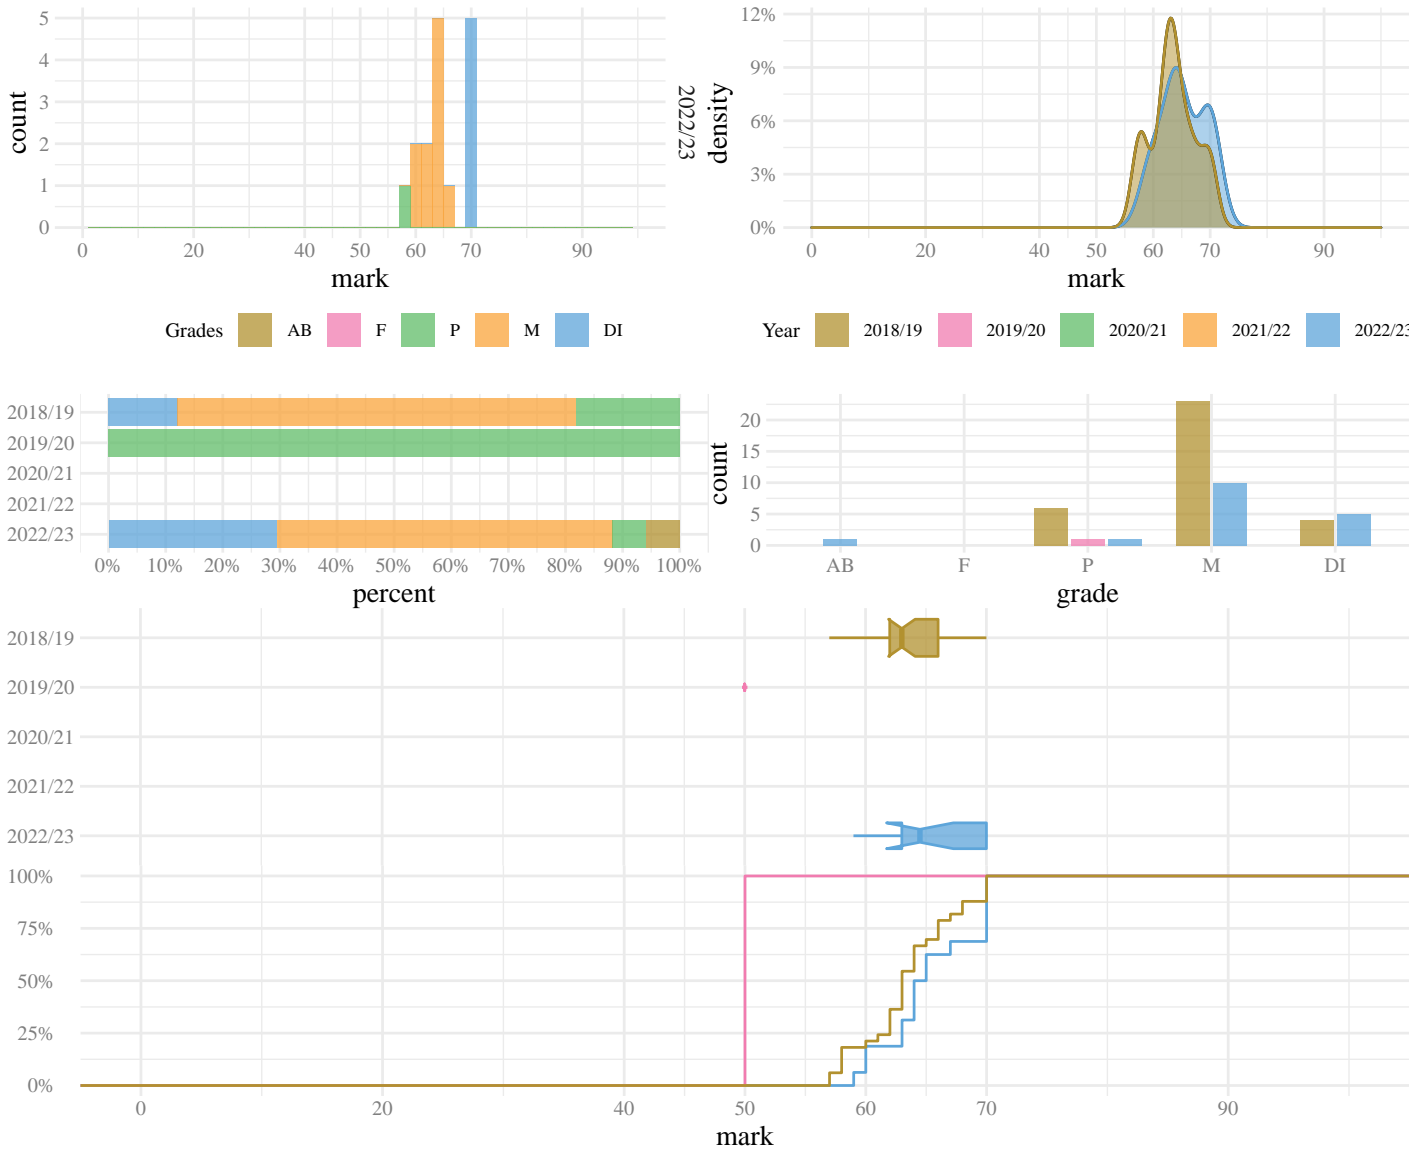 5
4
3
2
1
0
count
0 20 40 50 60 70 90
mark
2022/23
12%
9%
6%
3%
0%
density
0 20 40 50 60 70 90
mark
Grades AB F P M DI
Year 2018/19 2019/20 2020/21 2021/22 2022/23
2018/19
2019/20
2020/21
2021/22
2022/23
0% 10% 20% 30% 40% 50% 60% 70% 80% 90% 100%
percent
20
15
10
5
0
count
AB F P M DI
grade
2018/19
2019/20
2020/21
2021/22
2022/23
100%
75%
50%
25%
0%
0 20 40 50 60 70 90
mark